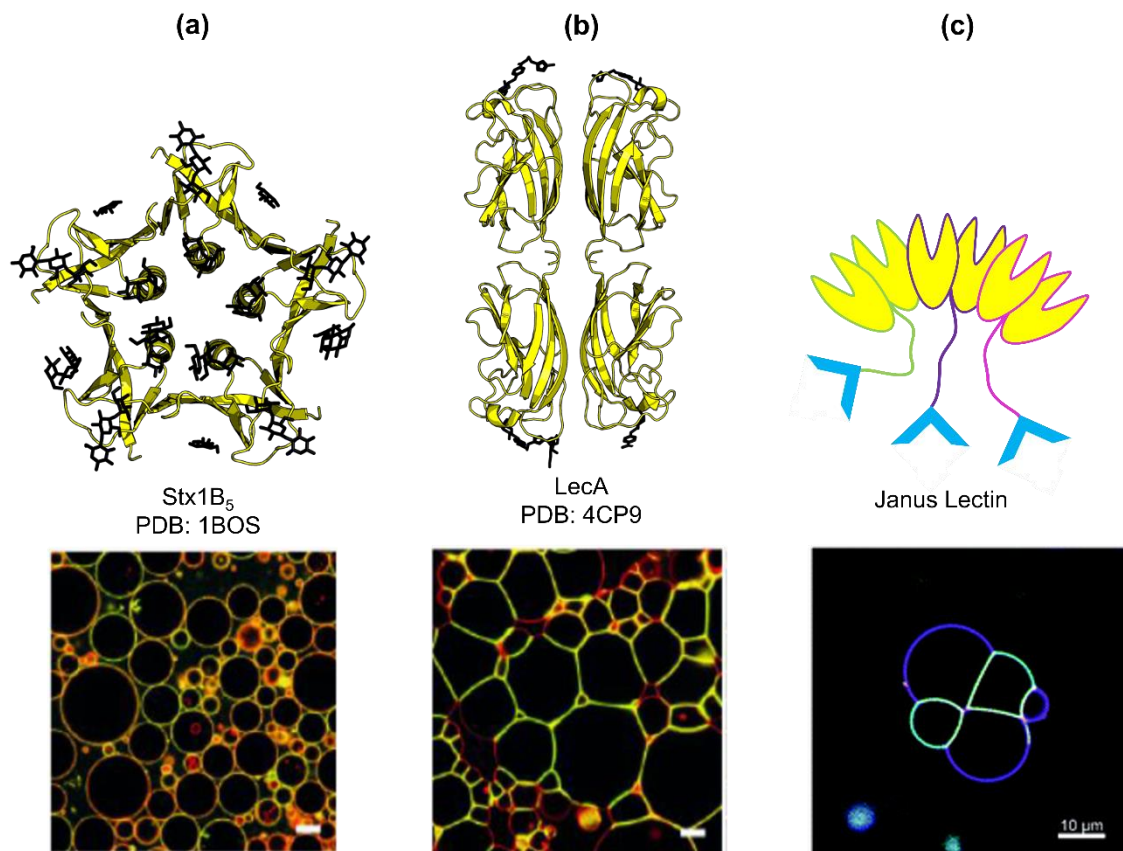 (a)
(b)
(c)
Stx1B₅
PDB: 1BOS
LecA
PDB: 4CP9
Janus Lectin
10 µm